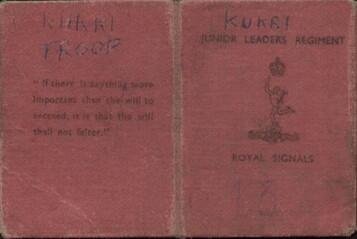 KUKRI
TROOP
"If there is anything more
important than the will to
succeed, it is that the will
shall not falter."
KUKRI
JUNIOR LEADERS REGIMENT
ROYAL SIGNALS
13